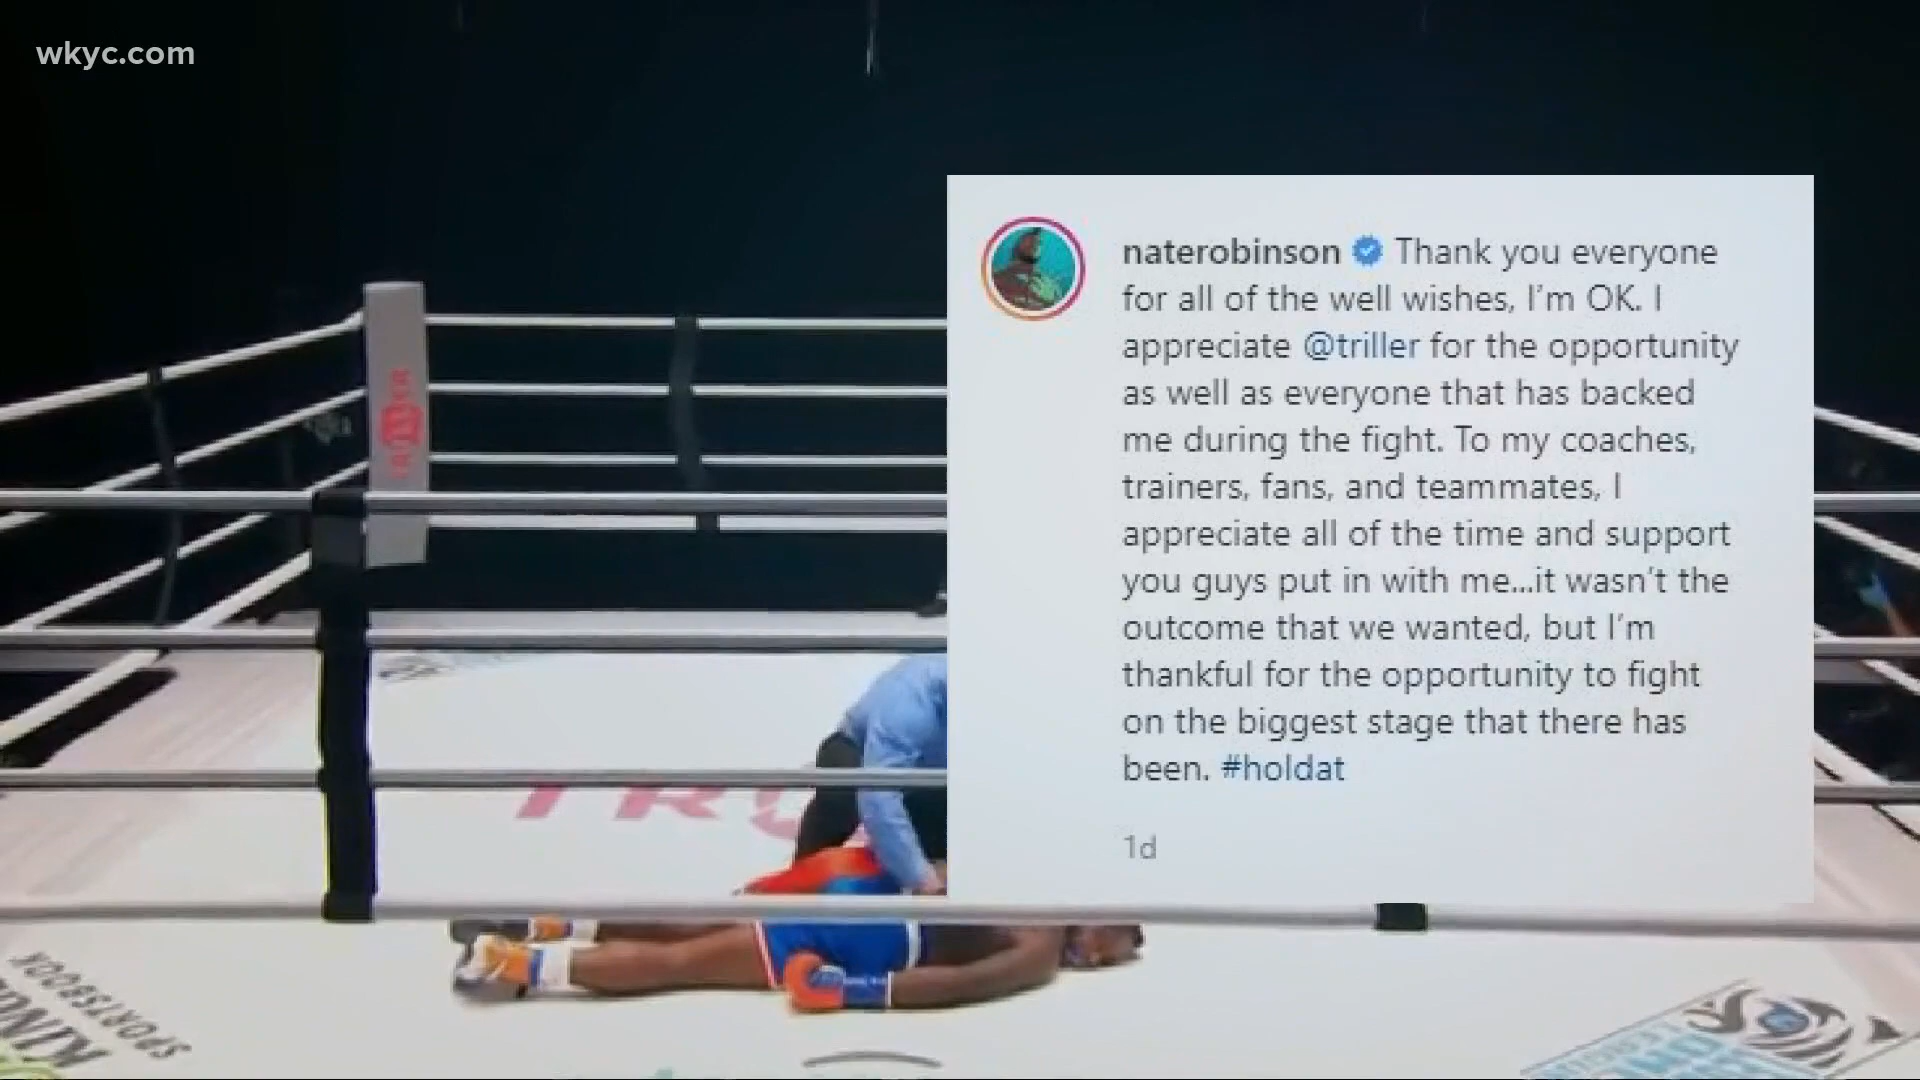 wkyc.com
naterobinson Thank you everyone
for all of the well wishes, I'm OK. I
appreciate @triller for the opportunity
as well as everyone that has backed
me during the fight. To my coaches,
trainers, fans, and teammates, I
appreciate all of the time and support
you guys put in with me...it wasn't the
outcome that we wanted, but I'm
thankful for the opportunity to fight
on the biggest stage that there has
been. #holdat
1d
SPORTSBOOK